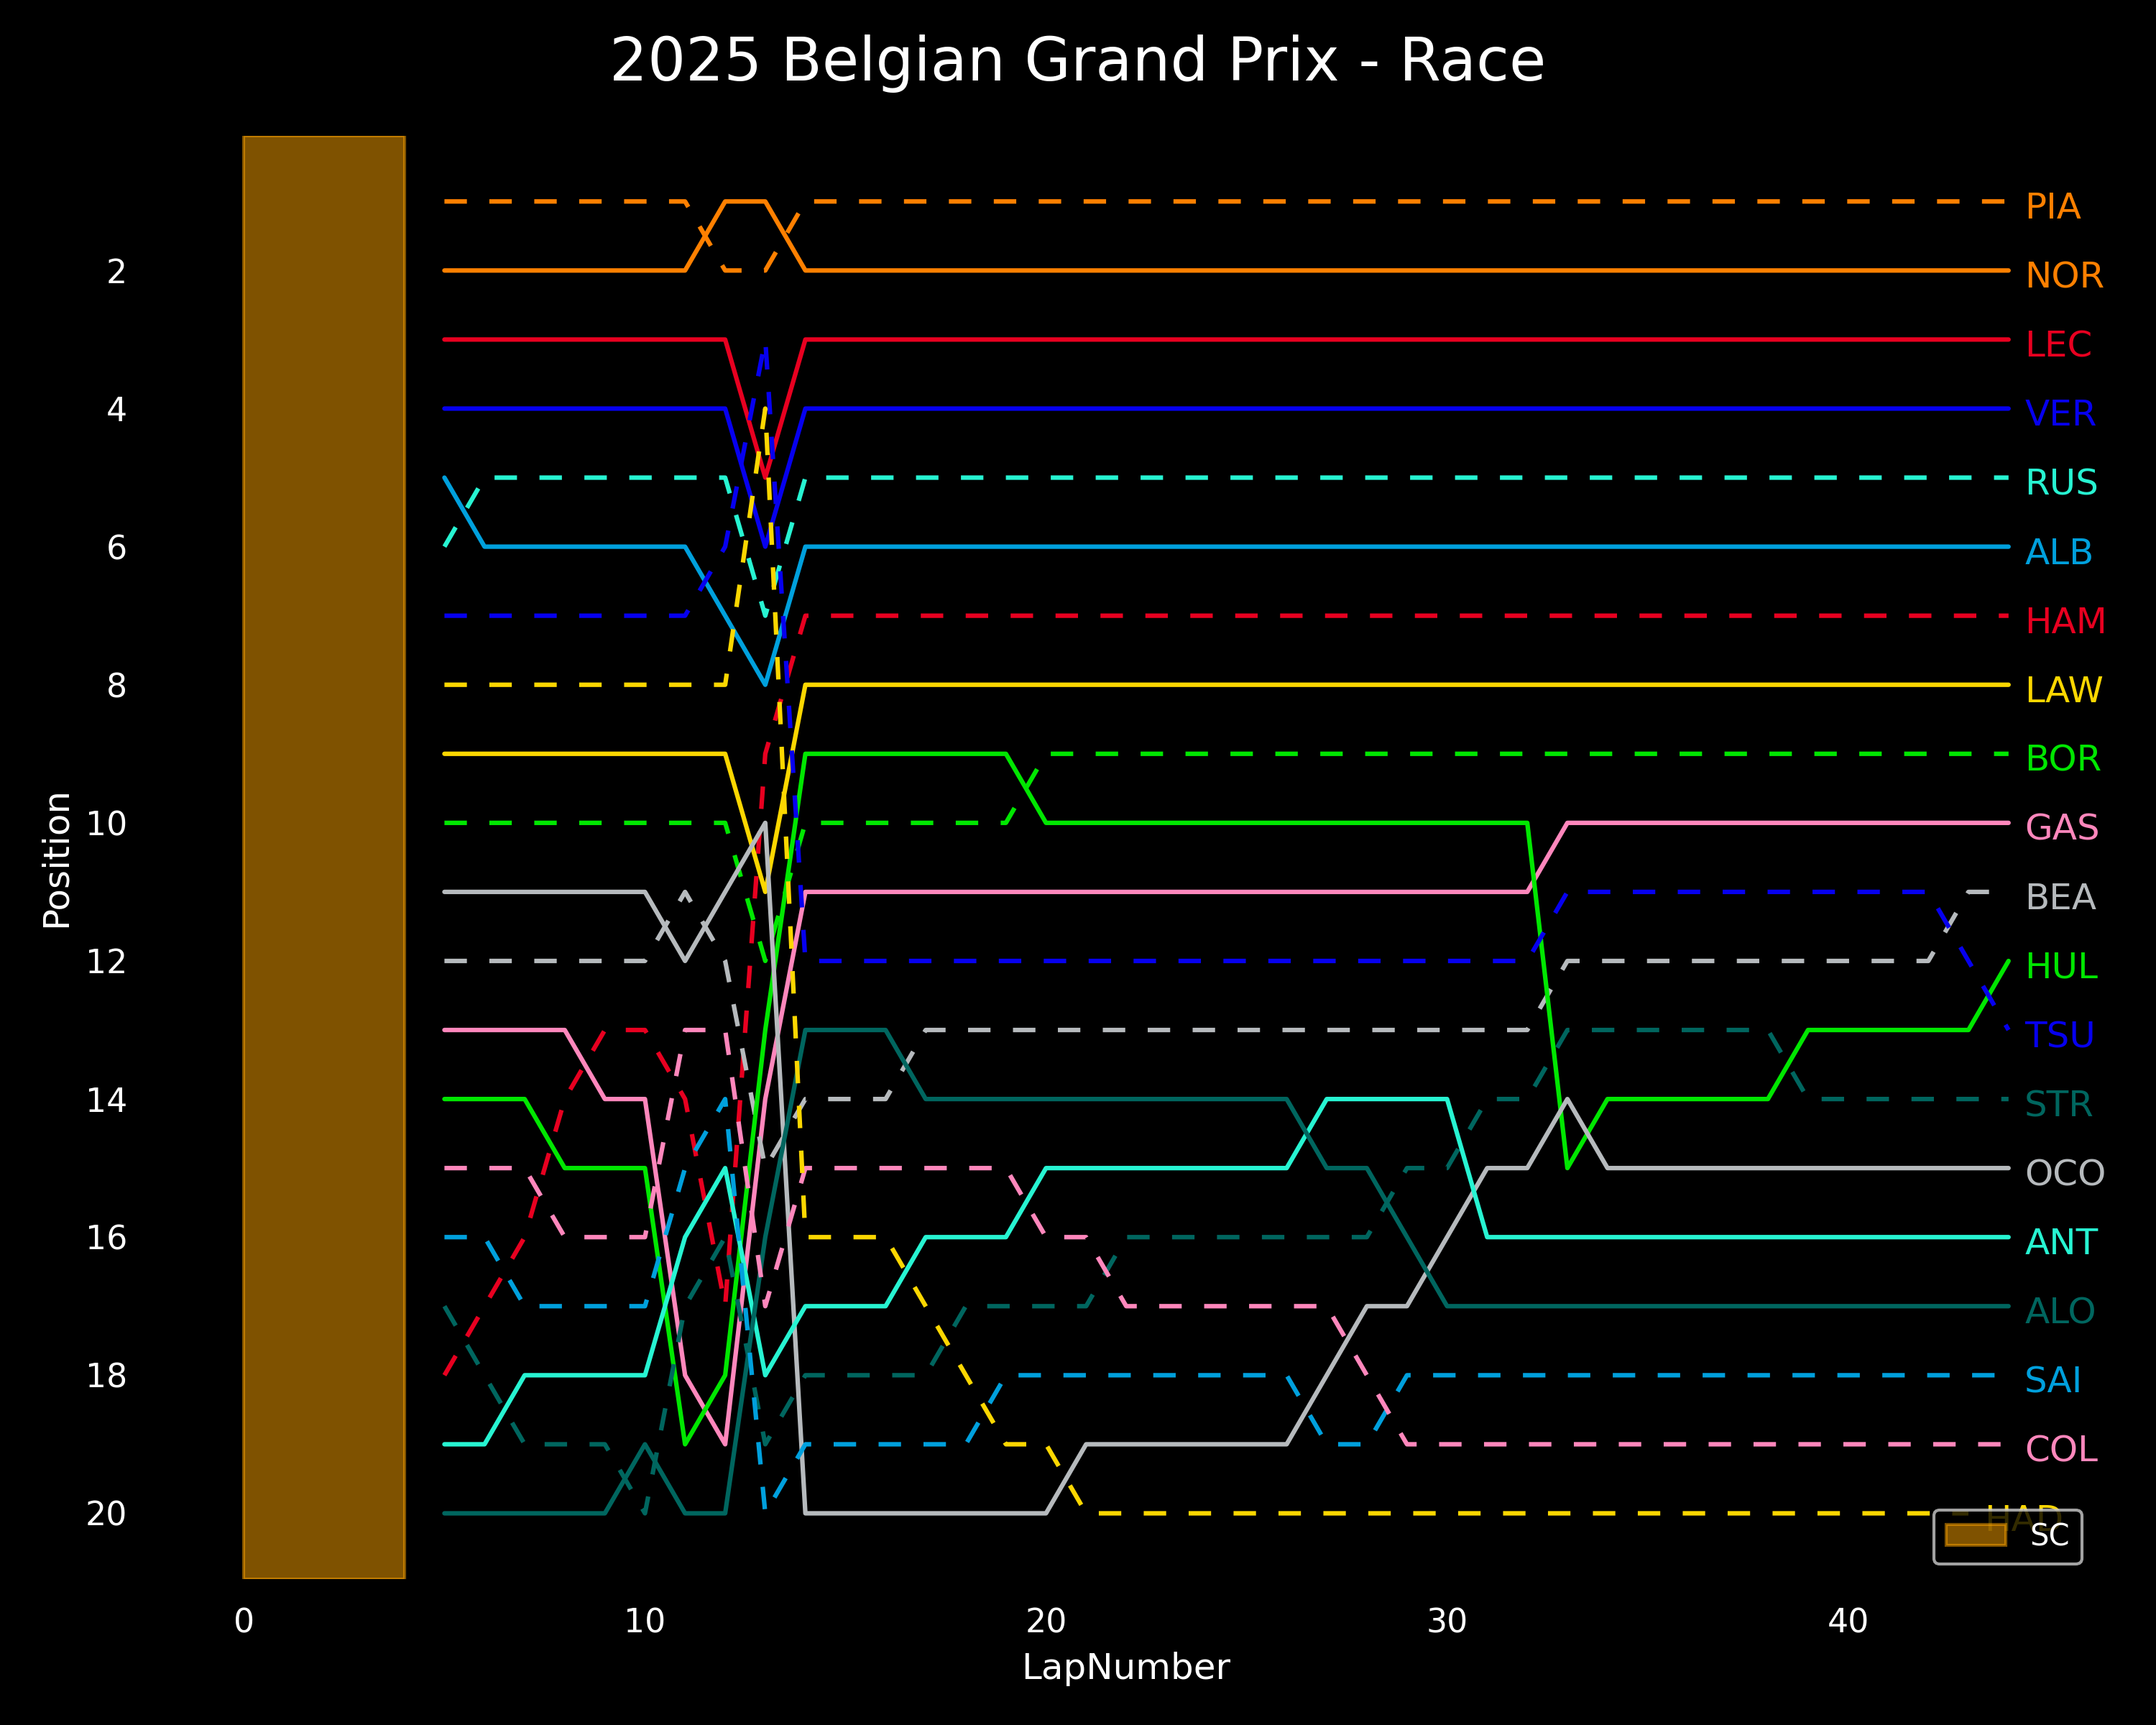 2025 Belgian Grand Prix - Race
PIA
2
NOR
LEC
4
VER
RUS
6
ALB
HAM
8
LAW
BOR
Position
10
GAS
BEA
12
HUL
TSU
14
STR
OCO
16
ANT
ALO
18
SAI
COL
20
HAD
SC
0
10
20
30
40
LapNumber